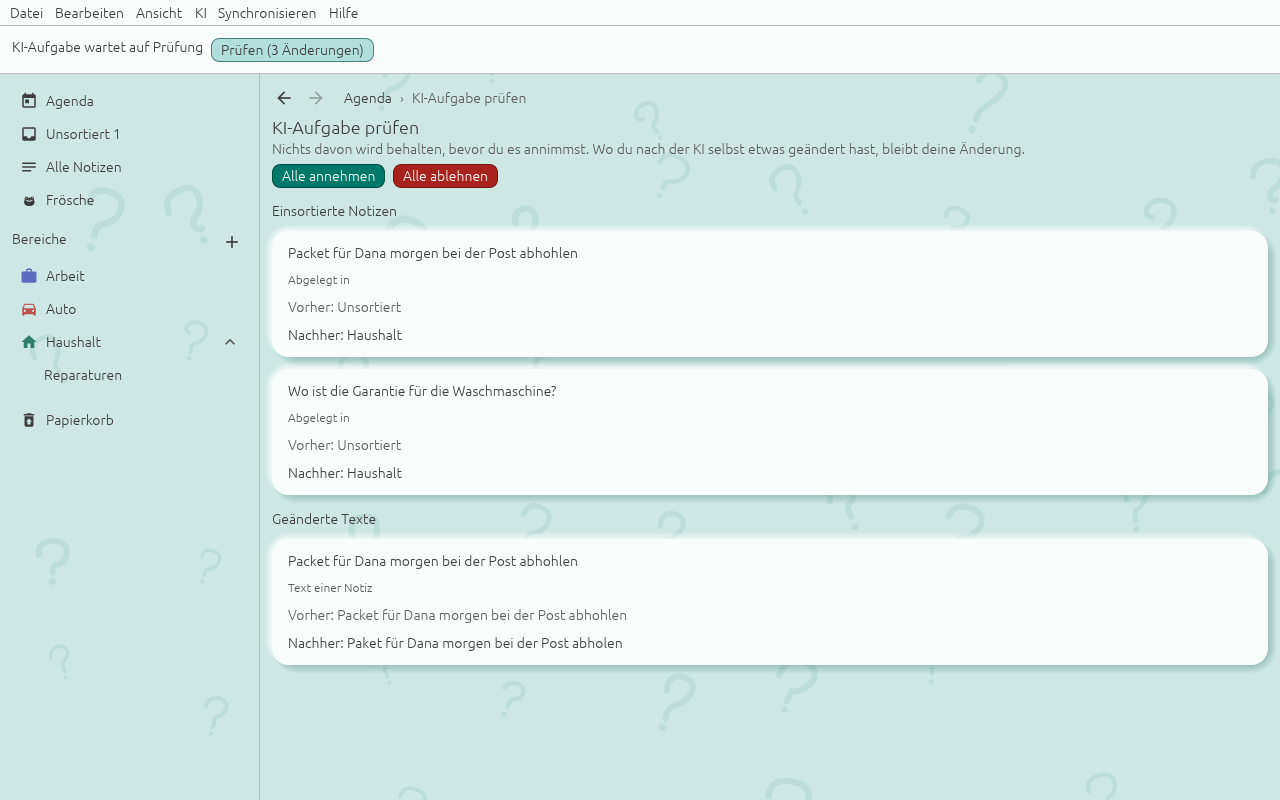 Datei Bearbeiten Ansicht KI Synchronisieren Hilfe
KI-Aufgabe wartet auf Prüfung Prüfen (3 Änderungen)
Agenda
Unsortiert 1
Alle Notizen
Frösche
Bereiche
Arbeit
Auto
Haushalt
Reparaturen
Papierkorb
Agenda › KI-Aufgabe prüfen
KI-Aufgabe prüfen
Nichts davon wird behalten, bevor du es annimmst. Wo du nach der KI selbst etwas geändert hast, bleibt deine Änderung.
Alle annehmen Alle ablehnen
Einsortierte Notizen
Packet für Dana morgen bei der Post abhohlen
Abgelegt in
Vorher: Unsortiert
Nachher: Haushalt
Wo ist die Garantie für die Waschmaschine?
Abgelegt in
Vorher: Unsortiert
Nachher: Haushalt
Geänderte Texte
Packet für Dana morgen bei der Post abhohlen
Text einer Notiz
Vorher: Packet für Dana morgen bei der Post abhohlen
Nachher: Paket für Dana morgen bei der Post abholen